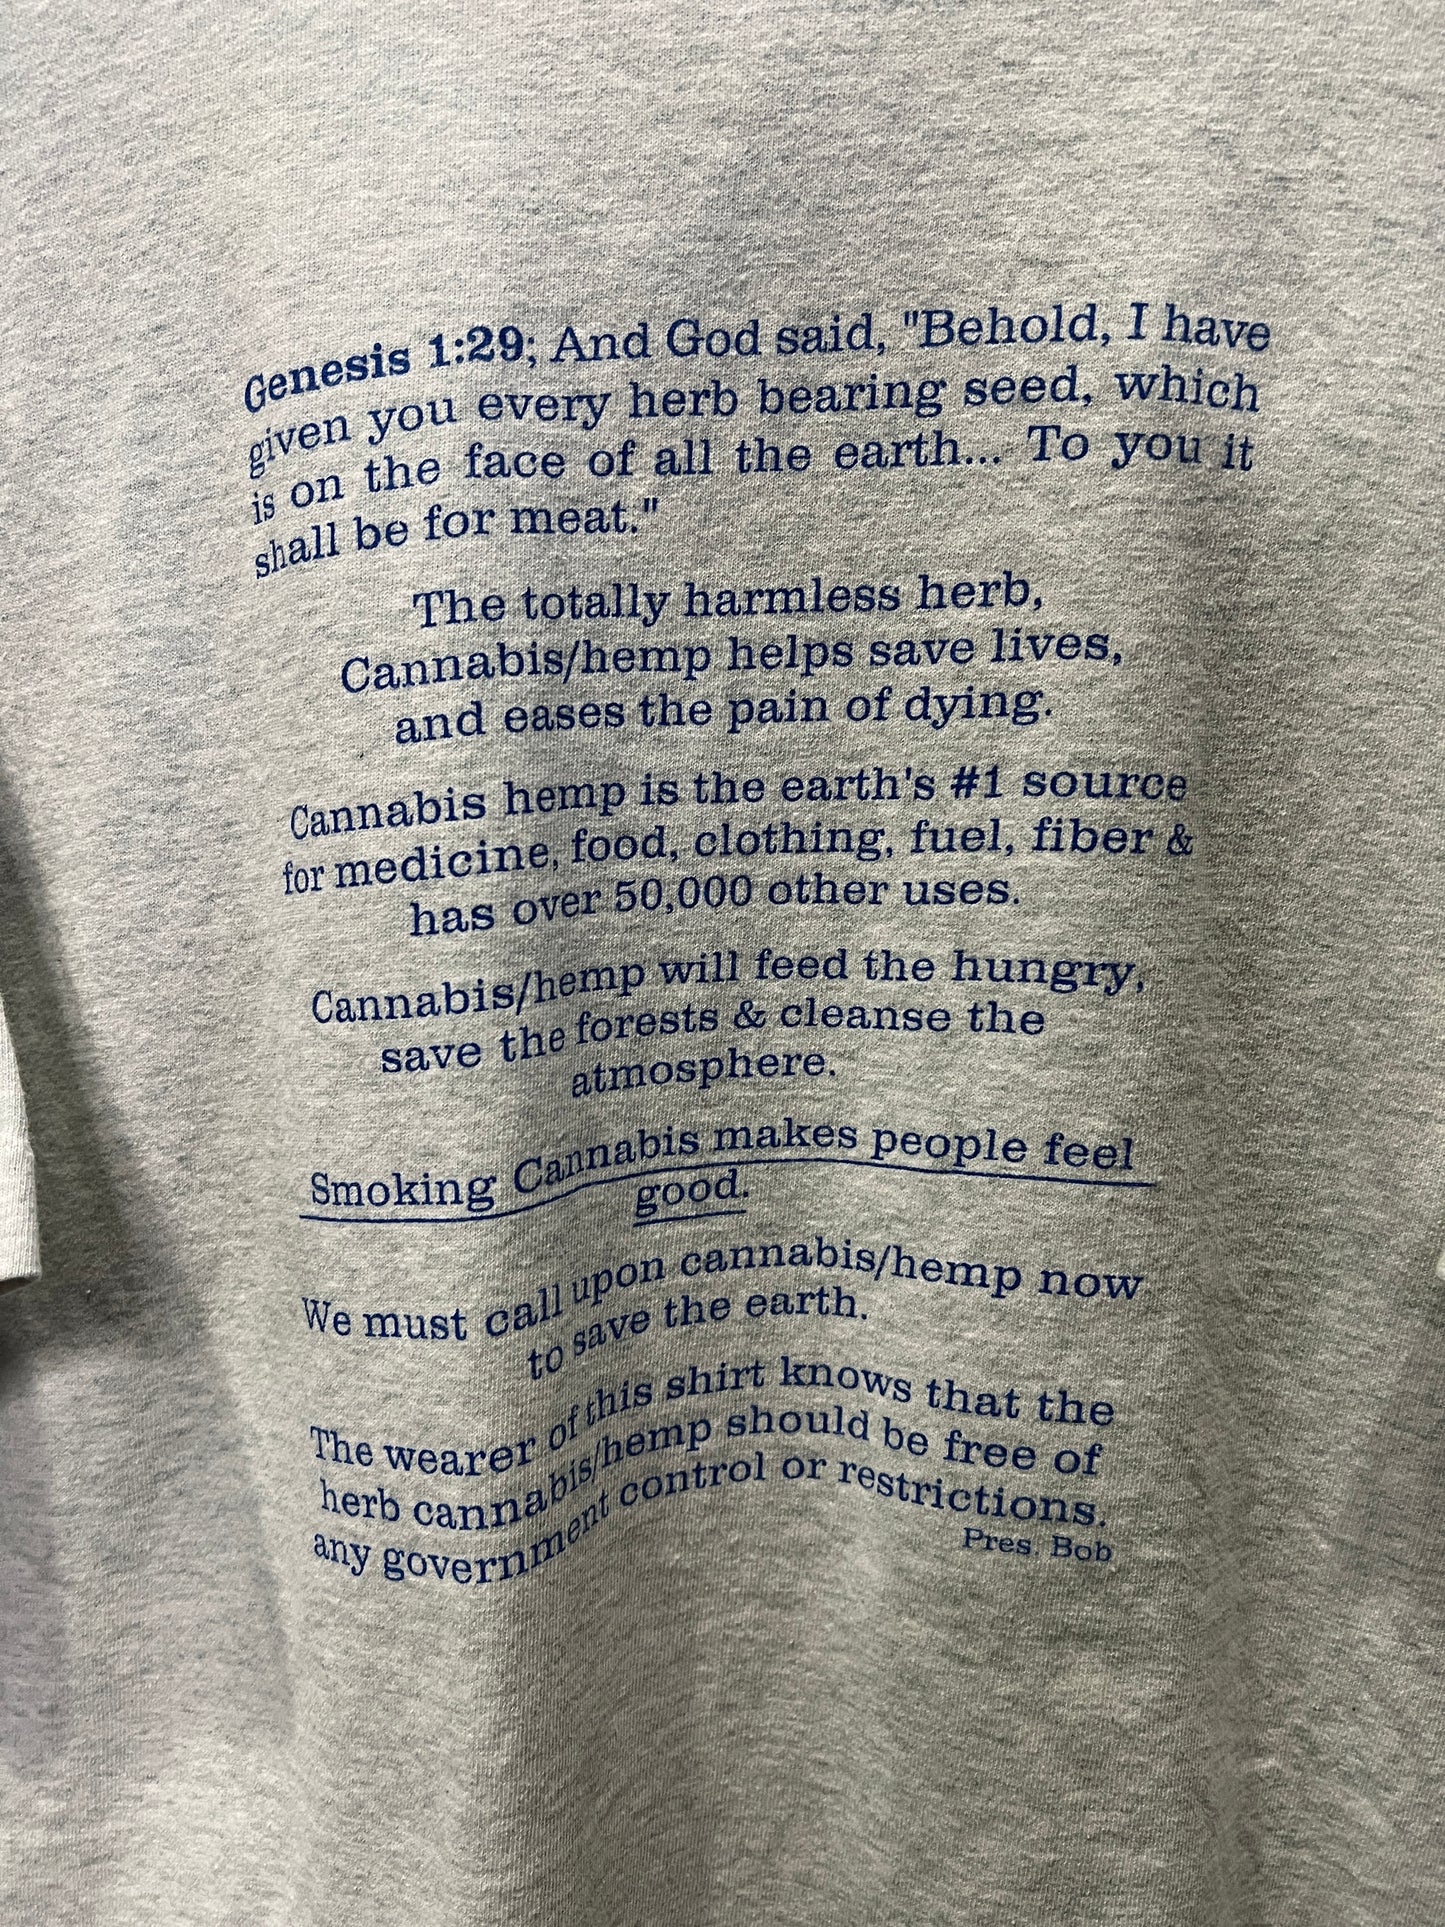 Genesis 1:29; And God said, "Behold, I have
given you every herb bearing seed, which
is on the face of all the earth... To you it
shall be for meat."
The totally harmless herb,
Cannabis/hemp helps save lives,
and eases the pain of dying.
Cannabis hemp is the earth's #1 source
for medicine, food, clothing, fuel, fiber &
has over 50,000 other uses.
Cannabis/hemp will feed the hungry,
save the forests & cleanse the
atmosphere.
Smoking Cannabis makes people feel
good.
We must call upon cannabis/hemp now
to save the earth.
The wearer of this shirt knows that the
herb cannabis/hemp should be free of
any government control or restrictions.
Pres. Bob